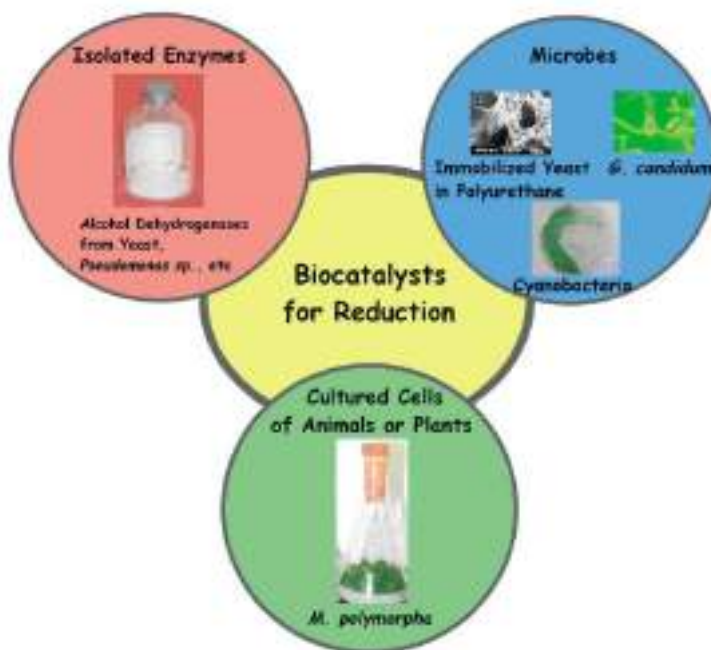 Isolated Enzymes
Alcohol Dehydrogenases
from Yeast,
Pseudomonas sp., etc
Microbes
Immobilized Yeast
in Polyurethane
G. candidum
Cyanobacteria
Biocatalysts
for Reduction
Cultured Cells
of Animals or Plants
M. polymorpha